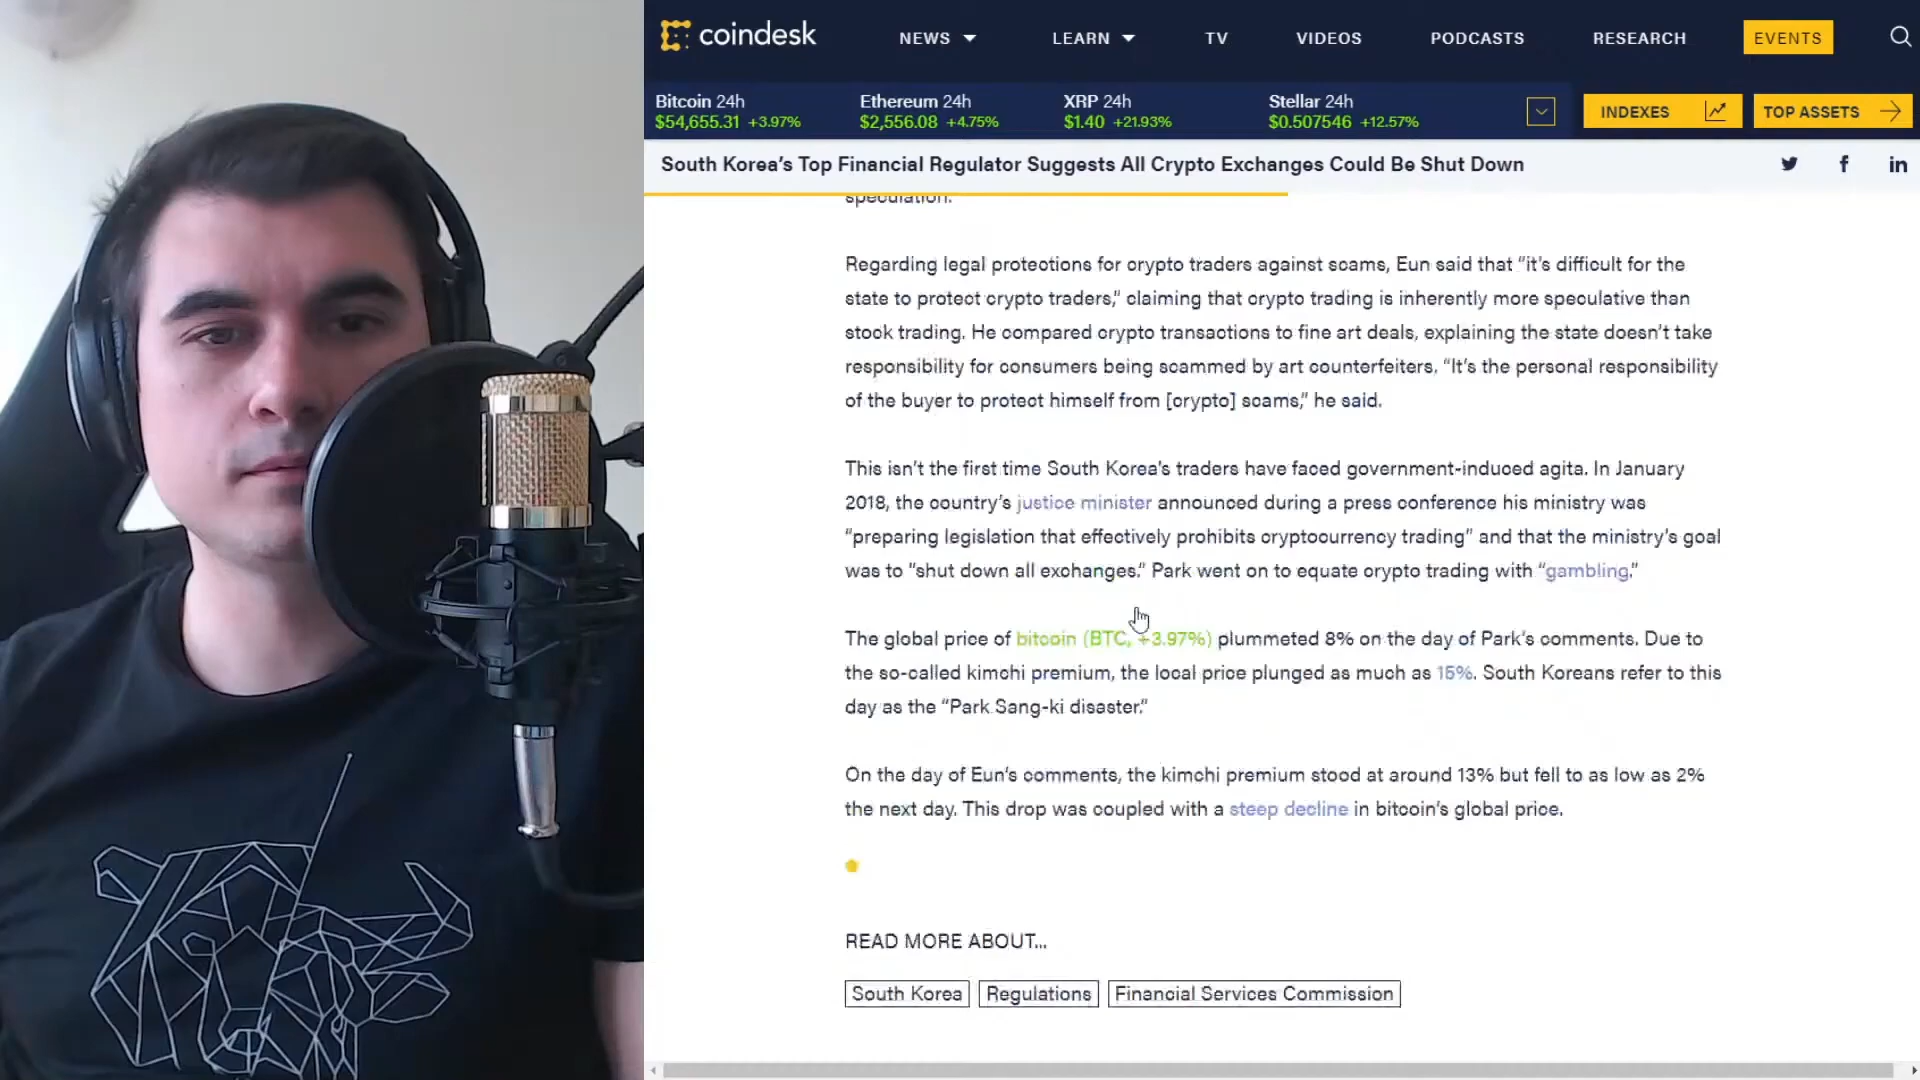 coindesk
NEWS LEARN TV VIDEOS PODCASTS RESEARCH EVENTS
Bitcoin 24h Ethereum 24h XRP 24h Stellar 24h
$54,655.31 +3.97% $2,556.08 +4.75% $1.40 +21.93% $0.507546 +12.57%
INDEXES TOP ASSETS
South Korea's Top Financial Regulator Suggests All Crypto Exchanges Could Be Shut Down
speculation.
Regarding legal protections for crypto traders against scams, Eun said that “it's difficult for the
state to protect crypto traders,” claiming that crypto trading is inherently more speculative than
stock trading. He compared crypto transactions to fine art deals, explaining the state doesn't take
responsibility for consumers being scammed by art counterfeiters. “It's the personal responsibility
of the buyer to protect himself from [crypto] scams,” he said.
This isn't the first time South Korea's traders have faced government-induced agita. In January
2018, the country's justice minister announced during a press conference his ministry was
“preparing legislation that effectively prohibits cryptocurrency trading” and that the ministry's goal
was to “shut down all exchanges.” Park went on to equate crypto trading with “gambling.”
The global price of bitcoin (BTC, +3.97%) plummeted 8% on the day of Park's comments. Due to
the so-called kimchi premium, the local price plunged as much as 15%. South Koreans refer to this
day as the “Park Sang-ki disaster.”
On the day of Eun's comments, the kimchi premium stood at around 13% but fell to as low as 2%
the next day. This drop was coupled with a steep decline in bitcoin's global price.
READ MORE ABOUT...
South Korea Regulations Financial Services Commission